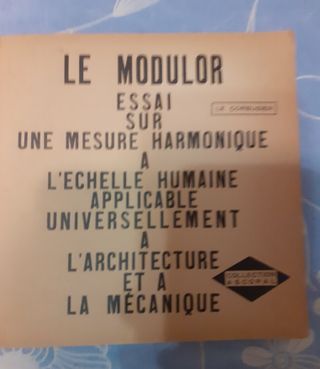 LE MODULOR
ESSAI
SUR
LE CORBUSIER
UNE MESURE HARMONIQUE
A
L'ECHELLE HUMAINE
APPLICABLE
UNIVERSELLEMENT
A
L'ARCHITECTURE
ET A
LA MÉCANIQUE
COLLECTION
ASCORAL